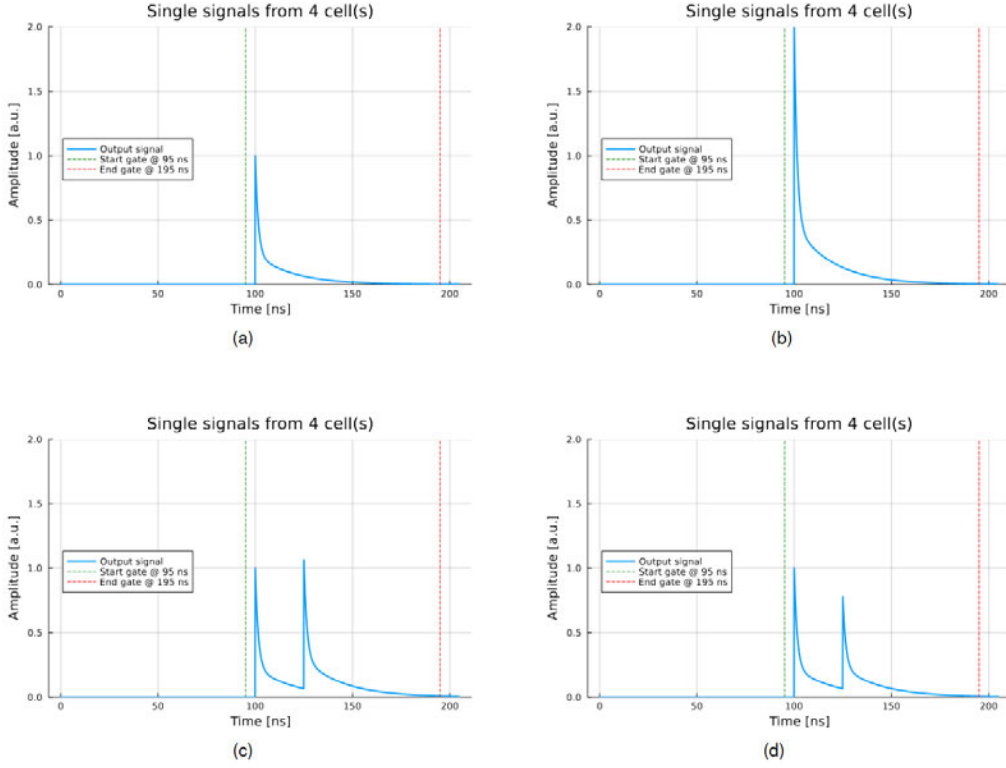 Single signals from 4 cell(s)
2.0
1.5
1.0
0.5
0.0
Amplitude [a.u.]
Output signal
Start gate @ 95 ns
End gate @ 195 ns
0 50 100 150 200
Time [ns]
(a)
Single signals from 4 cell(s)
2.0
1.5
1.0
0.5
0.0
Amplitude [a.u.]
Output signal
Start gate @ 95 ns
End gate @ 195 ns
0 50 100 150 200
Time [ns]
(b)
Single signals from 4 cell(s)
2.0
1.5
1.0
0.5
0.0
Amplitude [a.u.]
Output signal
Start gate @ 95 ns
End gate @ 195 ns
0 50 100 150 200
Time [ns]
(c)
Single signals from 4 cell(s)
2.0
1.5
1.0
0.5
0.0
Amplitude [a.u.]
Output signal
Start gate @ 95 ns
End gate @ 195 ns
0 50 100 150 200
Time [ns]
(d)